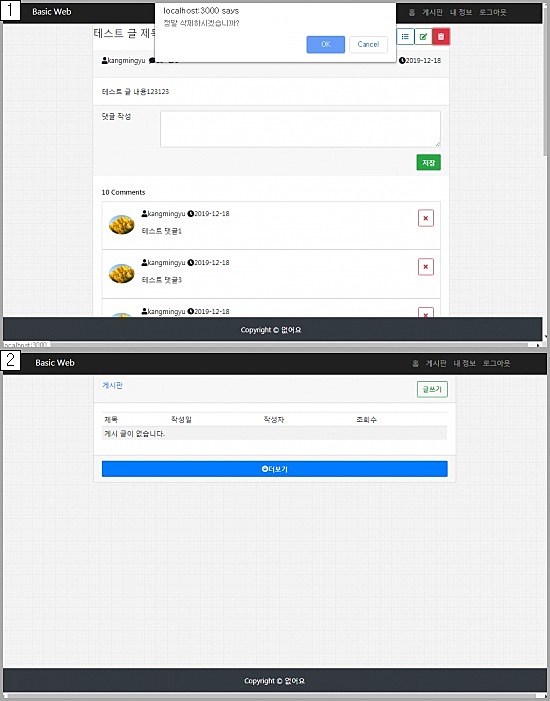 1
Basic Web
홈 게시판 내 정보 로그아웃
localhost:3000 says
정말 삭제하시겠습니까?
OK Cancel
테스트 글 제목
kangmingyu
2019-12-18
테스트 글 내용123123
댓글 작성
저장
10 Comments
kangmingyu 2019-12-18
테스트 댓글1
kangmingyu 2019-12-18
테스트 댓글3
kangmingyu 2019-12-18
Copyright © 없어요
localhost:3000
2
Basic Web
홈 게시판 내 정보 로그아웃
게시판
글쓰기
제목 작성일 작성자 조회수
게시 글이 없습니다.
더보기
Copyright © 없어요